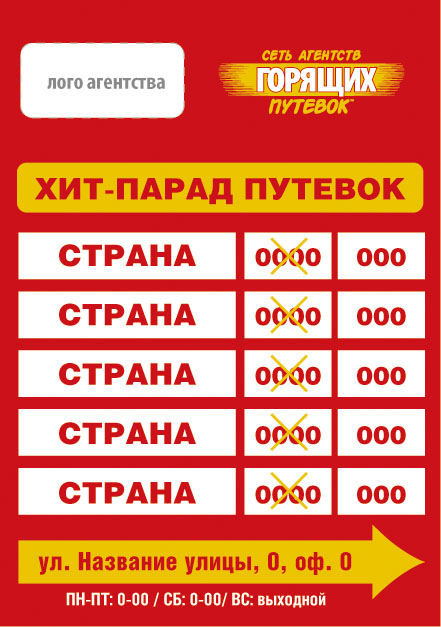 лого агентства
СЕТЬ АГЕНТСТВ
ГОРЯЩИХ
ПУТЕВОК
ХИТ-ПАРАД ПУТЕВОК
СТРАНА 0000 000
СТРАНА 0000 000
СТРАНА 0000 000
СТРАНА 0000 000
СТРАНА 0000 000
ул. Название улицы, 0, оф. 0
ПН-ПТ: 0-00 / СБ: 0-00/ ВС: выходной